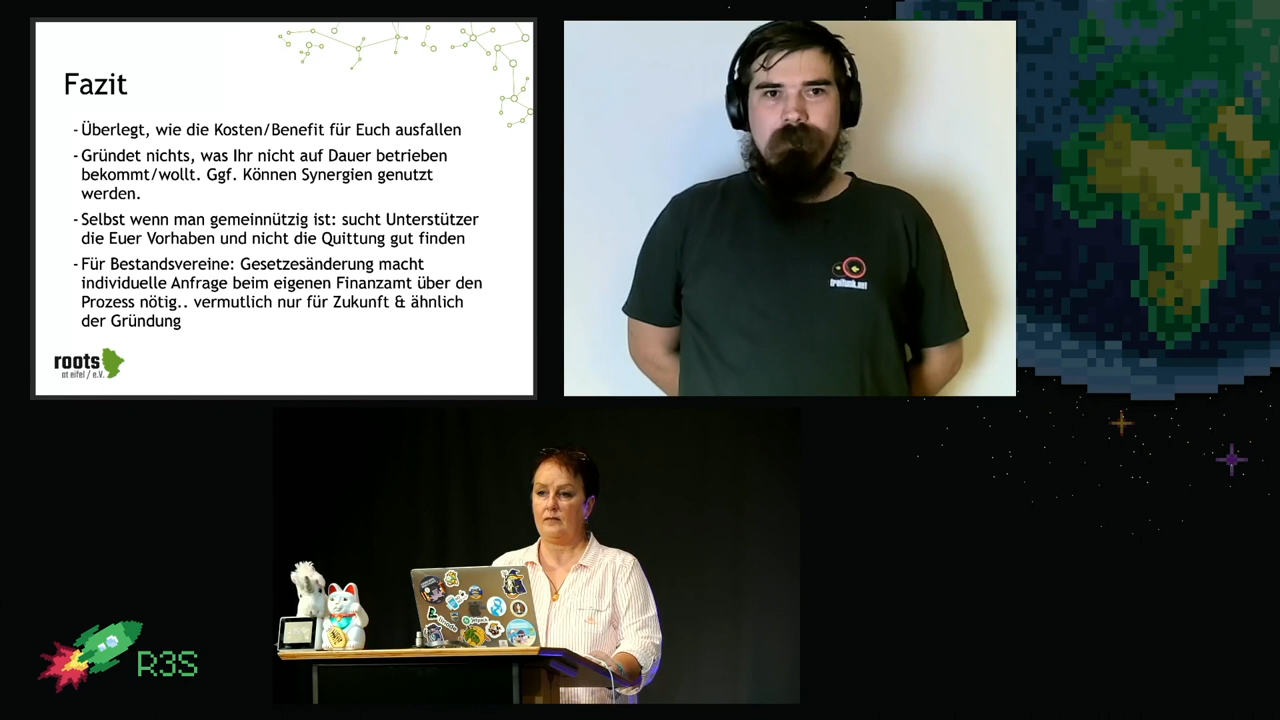 Fazit
- Überlegt, wie die Kosten/Benefit für Euch ausfallen
- Gründet nichts, was Ihr nicht auf Dauer betrieben
bekommt/wollt. Ggf. Können Synergien genutzt
werden.
- Selbst wenn man gemeinnützig ist: sucht Unterstützer
die Euer Vorhaben und nicht die Quittung gut finden
- Für Bestandsvereine: Gesetzesänderung macht
individuelle Anfrage beim eigenen Finanzamt über den
Prozess nötig.. vermutlich nur für Zukunft & ähnlich
der Gründung
roots
at eifel / e.V.
freifunk.net
R3S